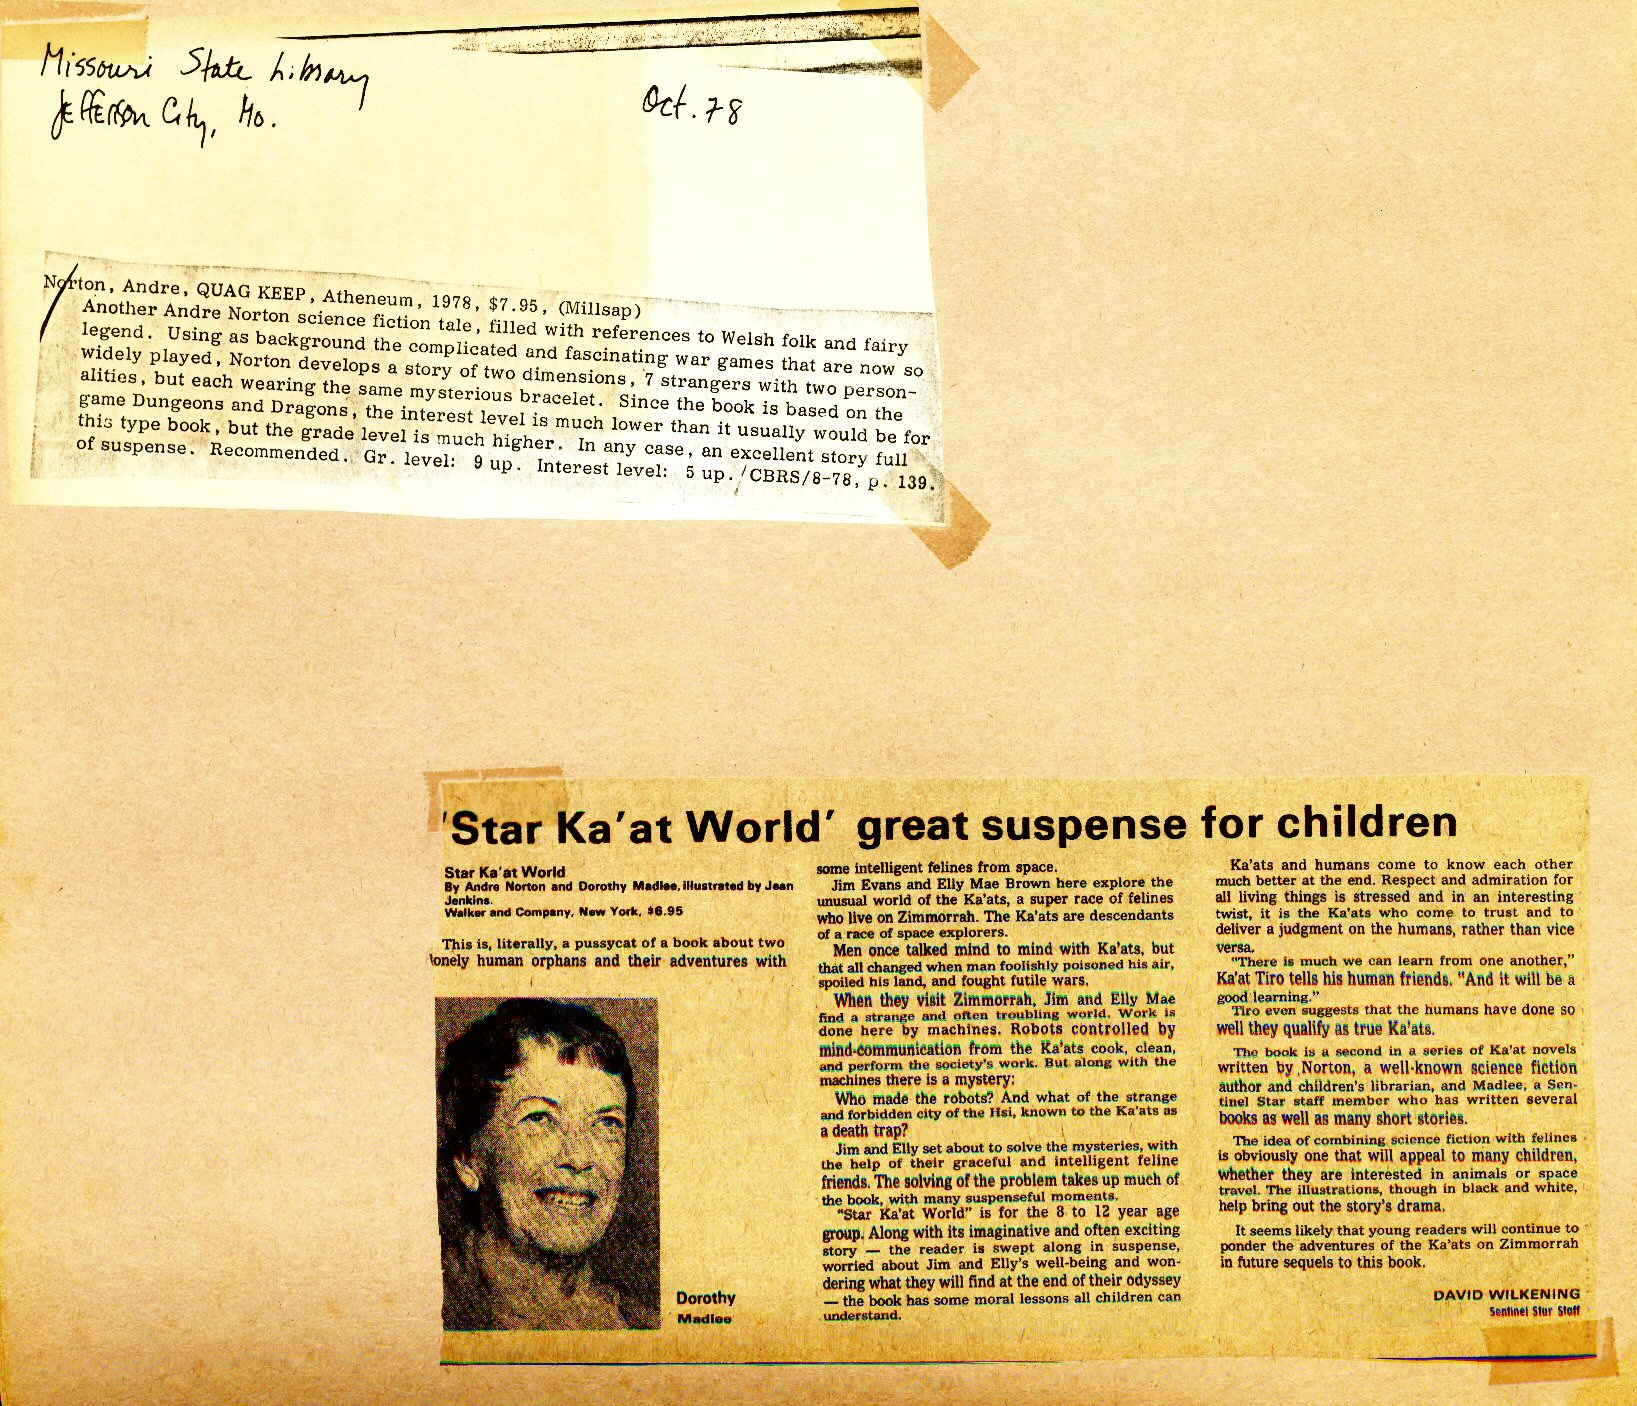 Missouri State Library
Jefferson City, Mo.
Oct. 78
Norton, Andre, QUAG KEEP, Atheneum, 1978, $7.95, (Millsap)
Another Andre Norton science fiction tale, filled with references to Welsh folk and fairy
legend. Using as background the complicated and fascinating war games that are now so
widely played, Norton develops a story of two dimensions, 7 strangers with two person-
alities, but each wearing the same mysterious bracelet. Since the book is based on the
game Dungeons and Dragons, the interest level is much lower than it usually would be for
this type book, but the grade level is much higher. In any case, an excellent story full
of suspense. Recommended. Gr. level: 9 up. Interest level: 5 up. /CBRS/8-78, p. 139.
'Star Ka'at World' great suspense for children
Star Ka'at World
By Andre Norton and Dorothy Madlee, illustrated by Jean
Jenkins.
Walker and Company, New York, $6.95
This is, literally, a pussycat of a book about two
lonely human orphans and their adventures with
Dorothy
Madlee
some intelligent felines from space.
Jim Evans and Elly Mae Brown here explore the
unusual world of the Ka'ats, a super race of felines
who live on Zimmorrah. The Ka'ats are descendants
of a race of space explorers.
Men once talked mind to mind with Ka'ats, but
that all changed when man foolishly poisoned his air,
spoiled his land, and fought futile wars.
When they visit Zimmorrah, Jim and Elly Mae
find a strange and often troubling world. Work is
done here by machines. Robots controlled by
mind-communication from the Ka'ats cook, clean,
and perform the society's work. But along with the
machines there is a mystery:
Who made the robots? And what of the strange
and forbidden city of the Hsi, known to the Ka'ats as
a death trap?
Jim and Elly set about to solve the mysteries, with
the help of their graceful and intelligent feline
friends. The solving of the problem takes up much of
the book, with many suspenseful moments.
"Star Ka'at World" is for the 8 to 12 year age
group. Along with its imaginative and often exciting
story — the reader is swept along in suspense,
worried about Jim and Elly's well-being and won-
dering what they will find at the end of their odyssey
— the book has some moral lessons all children can
understand.
Ka'ats and humans come to know each other
much better at the end. Respect and admiration for
all living things is stressed and in an interesting
twist, it is the Ka'ats who come to trust and to
deliver a judgment on the humans, rather than vice
versa.
"There is much we can learn from one another,"
Ka'at Tiro tells his human friends. "And it will be a
good learning."
Tiro even suggests that the humans have done so
well they qualify as true Ka'ats.
The book is a second in a series of Ka'at novels
written by Norton, a well-known science fiction
author and children's librarian, and Madlee, a Sen-
tinel Star staff member who has written several
books as well as many short stories.
The idea of combining science fiction with felines
is obviously one that will appeal to many children,
whether they are interested in animals or space
travel. The illustrations, though in black and white,
help bring out the story's drama.
It seems likely that young readers will continue to
ponder the adventures of the Ka'ats on Zimmorrah
in future sequels to this book.
DAVID WILKENING
Sentinel Star Staff